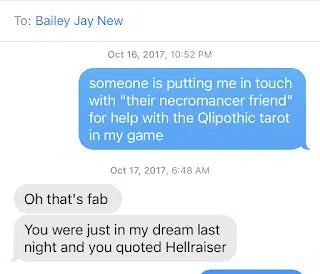 To: Bailey Jay New
Oct 16, 2017, 10:52 PM
someone is putting me in touch
with "their necromancer friend"
for help with the Qlipothic tarot
in my game
Oct 17, 2017, 6:48 AM
Oh that's fab
You were just in my dream last
night and you quoted Hellraiser